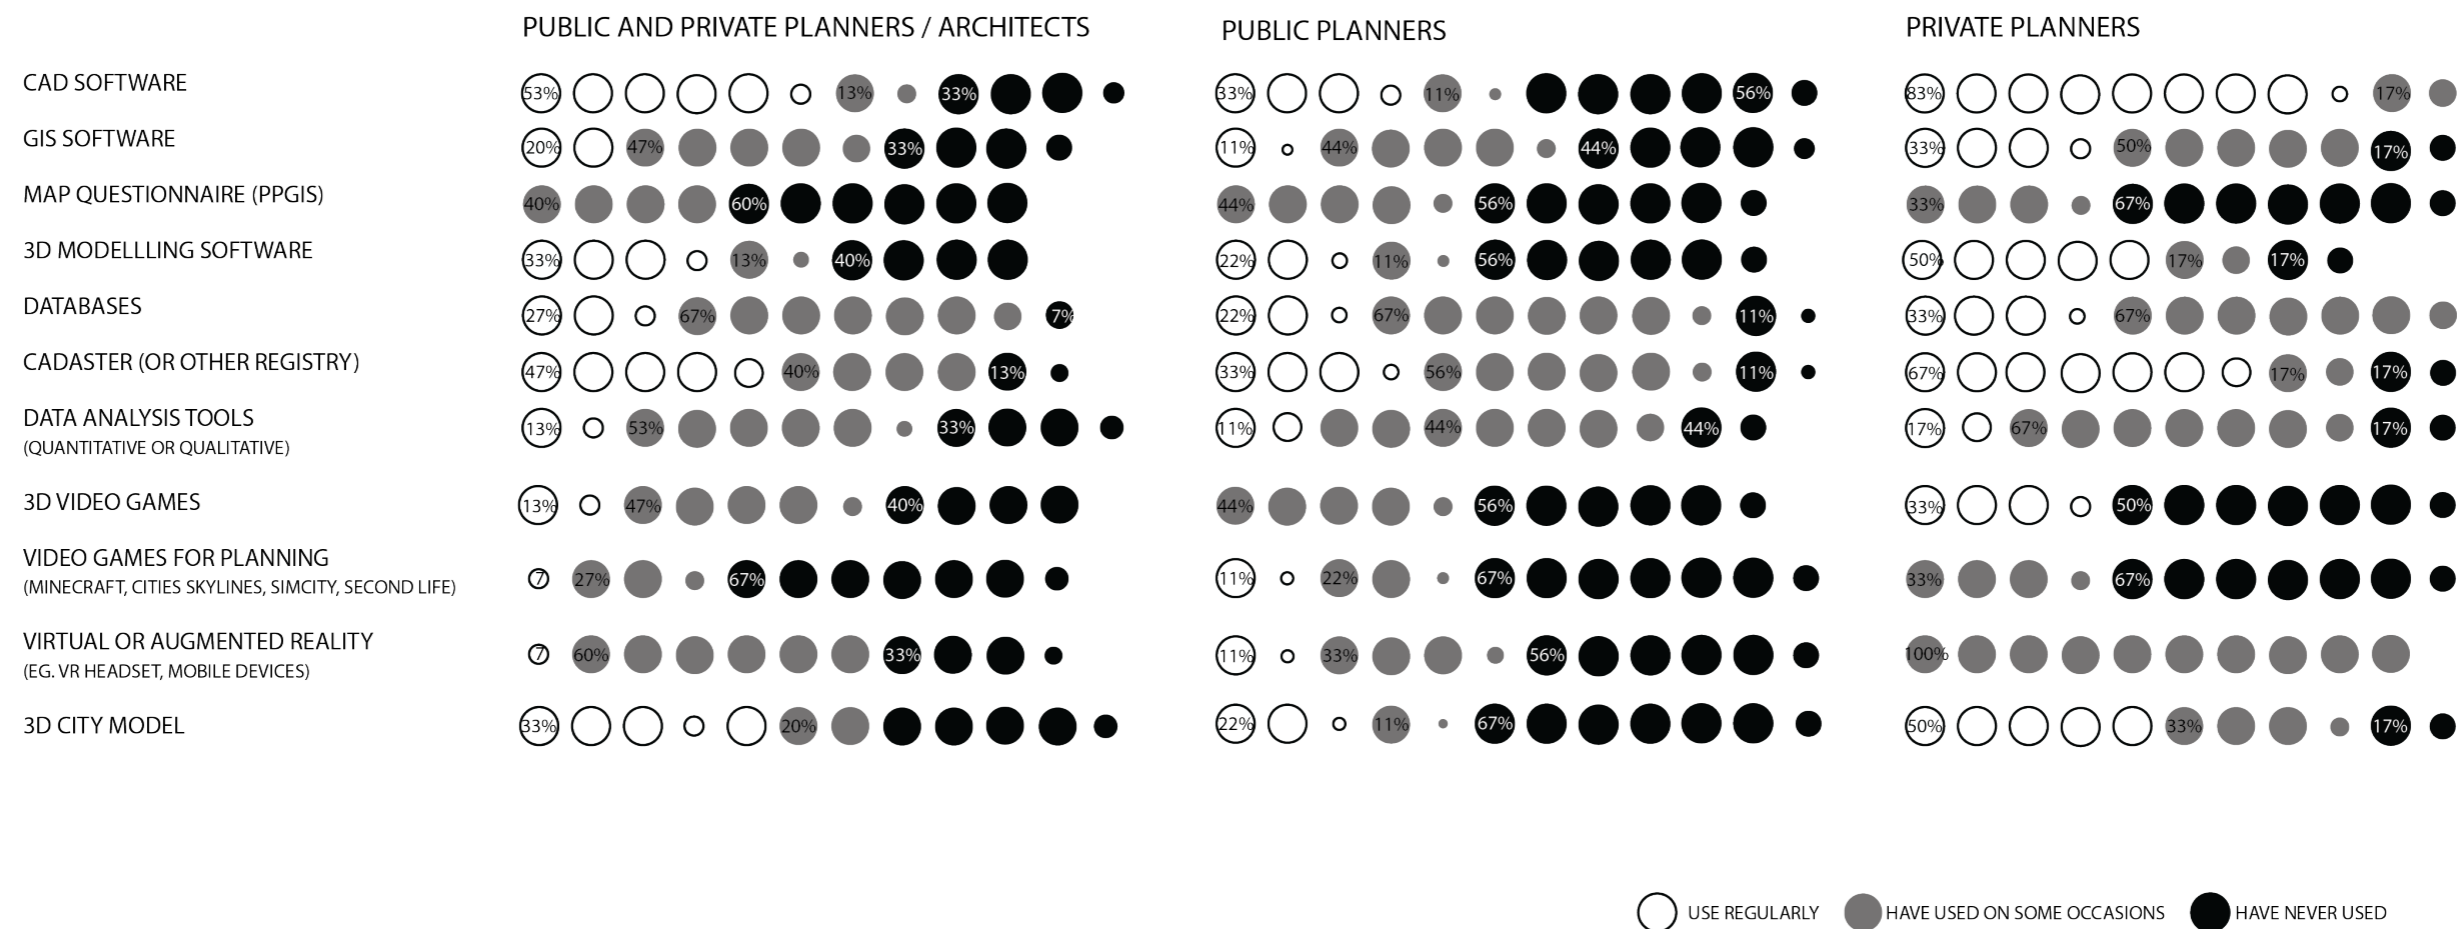 PUBLIC AND PRIVATE PLANNERS / ARCHITECTS PUBLIC PLANNERS PRIVATE PLANNERS
CAD SOFTWARE 53% 13% 33% 33% 11% 56% 83% 17%
GIS SOFTWARE 20% 47% 33% 11% 44% 44% 33% 50% 17%
MAP QUESTIONNAIRE (PPGIS) 40% 60% 44% 56% 33% 67%
3D MODELLLING SOFTWARE 33% 13% 40% 22% 11% 56% 50% 17% 17%
DATABASES 27% 67% 7% 22% 67% 11% 33% 67%
CADASTER (OR OTHER REGISTRY) 47% 40% 13% 33% 56% 11% 67% 17% 17%
DATA ANALYSIS TOOLS 13% 53% 33% 11% 44% 44% 17% 67% 17%
(QUANTITATIVE OR QUALITATIVE)
3D VIDEO GAMES 13% 47% 40% 44% 56% 33% 50%
VIDEO GAMES FOR PLANNING 7 27% 67% 11% 22% 67% 33% 67%
(MINECRAFT, CITIES SKYLINES, SIMCITY, SECOND LIFE)
VIRTUAL OR AUGMENTED REALITY 7 60% 33% 11% 33% 56% 100%
(EG. VR HEADSET, MOBILE DEVICES)
3D CITY MODEL 33% 20% 22% 11% 67% 50% 33% 17%
USE REGULARLY HAVE USED ON SOME OCCASIONS HAVE NEVER USED